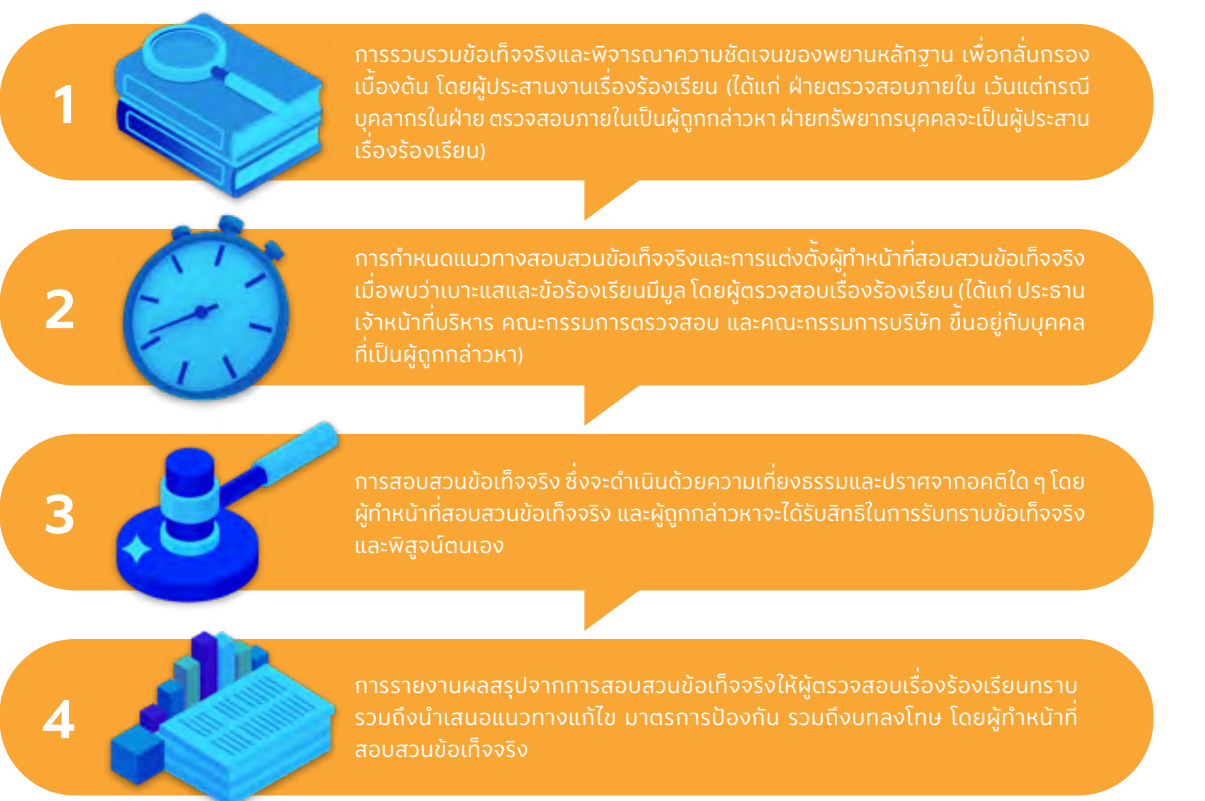 1
การรวบรวมข้อเท็จจริงและพิจารณาความชัดเจนของพยานหลักฐาน เพื่อกลั่นกรอง
เบื้องต้น โดยผู้ประสานงานเรื่องร้องเรียน (ได้แก่ ฝ่ายตรวจสอบภายใน เว้นแต่กรณี
บุคลากรในฝ่าย ตรวจสอบภายในเป็นผู้ถูกกล่าวหา ฝ่ายทรัพยากรบุคคลจะเป็นผู้ประสาน
เรื่องร้องเรียน)
2
การกำหนดแนวทางสอบสวนข้อเท็จจริงและการแต่งตั้งผู้ทำหน้าที่สอบสวนข้อเท็จจริง
เมื่อพบว่าเบาะแสและข้อร้องเรียนมีมูล โดยผู้ตรวจสอบเรื่องร้องเรียน (ได้แก่ ประธาน
เจ้าหน้าที่บริหาร คณะกรรมการตรวจสอบ และคณะกรรมการบริษัท ขึ้นอยู่กับบุคคล
ที่เป็นผู้ถูกกล่าวหา)
3
การสอบสวนข้อเท็จจริง ซึ่งจะดำเนินด้วยความเที่ยงธรรมและปราศจากอคติใด ๆ โดย
ผู้ทำหน้าที่สอบสวนข้อเท็จจริง และผู้ถูกกล่าวหาจะได้รับสิทธิในการรับทราบข้อเท็จจริง
และพิสูจน์ตนเอง
4
การรายงานผลสรุปจากการสอบสวนข้อเท็จจริงให้ผู้ตรวจสอบเรื่องร้องเรียนทราบ
รวมถึงนำเสนอแนวทางแก้ไข มาตรการป้องกัน รวมถึงบทลงโทษ โดยผู้ทำหน้าที่
สอบสวนข้อเท็จจริง